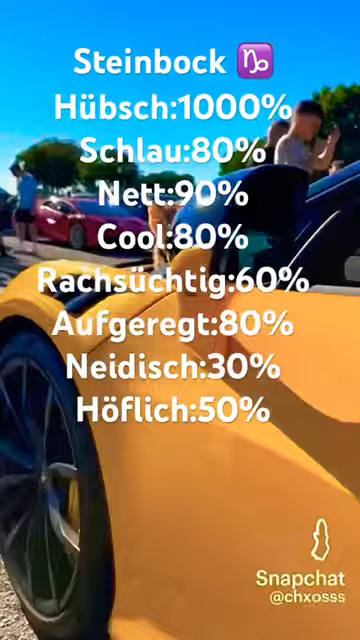 Steinbock ♑
Hübsch:1000%
Schlau:80%
Nett:90%
Cool:80%
Rachsüchtig:60%
Aufgeregt:80%
Neidisch:30%
Höflich:50%
Snapchat
@chxosss